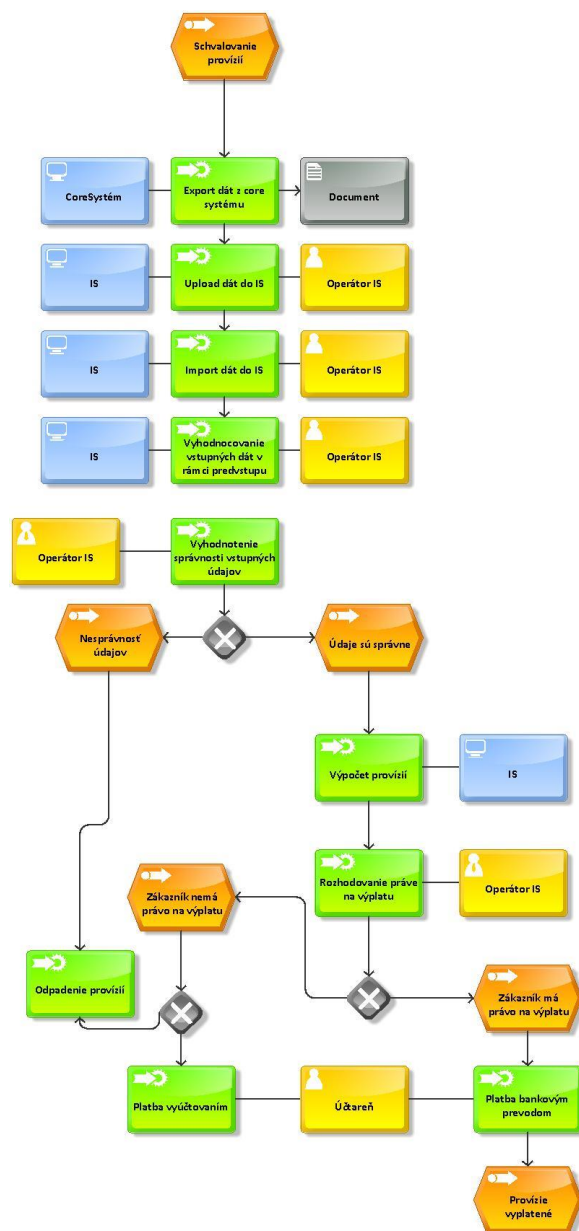 Schvalovanie
provízií
CoreSystém
Export dát z core
systému
Document
IS
Upload dát do IS
Operátor IS
IS
Import dát do IS
Operátor IS
IS
Vyhodnocovanie
vstupných dát v
rámci predvstupu
Operátor IS
Operátor IS
Vyhodnotenie
správnosti vstupných
údajov
Nesprávnosť
údajov
Údaje sú správne
Výpočet provízií
IS
Zákazník nemá
právo na výplatu
Rozhodovanie práve
na výplatu
Operátor IS
Odpadenie provízií
Zákazník má
právo na výplatu
Platba vyúčtovaním
Účtareň
Platba bankovým
prevodom
Provízie
vyplatené